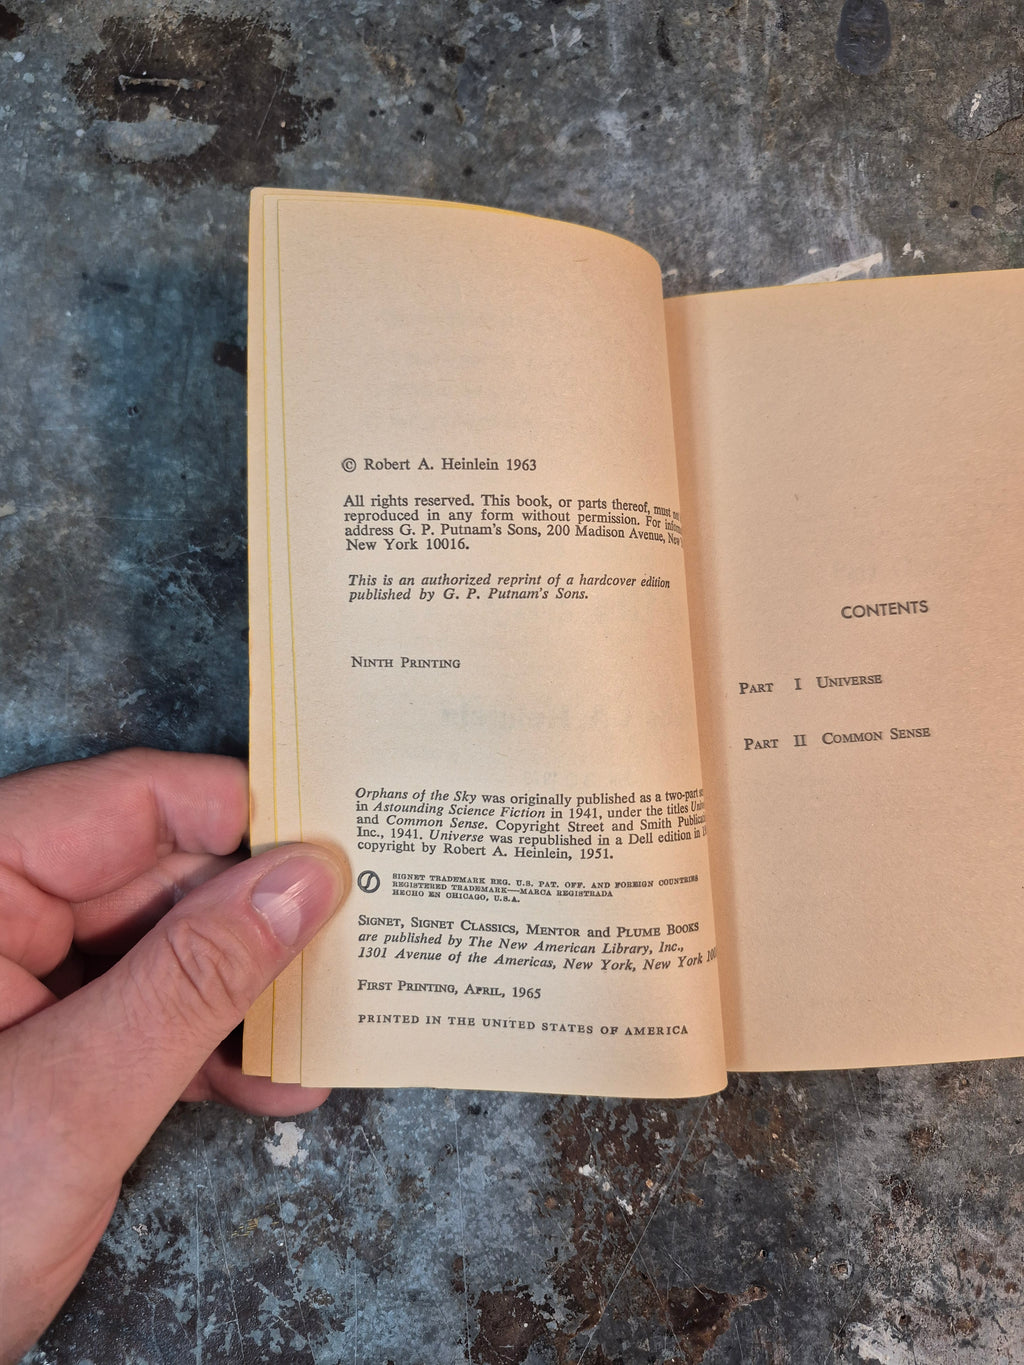 © Robert A. Heinlein 1963
All rights reserved. This book, or parts thereof, must
reproduced in any form without permission. For
address G. P. Putnam's Sons, 200 Madison Avenue, New
New York 10016.
This is an authorized reprint of a hardcover edition
published by G. P. Putnam's Sons.
NINTH PRINTING
Orphans of the Sky was originally published as a two-part
in Astounding Science Fiction in 1941, under the titles
and Common Sense. Copyright Street and Smith
Inc., 1941. Universe was republished in a Dell edition in
copyright by Robert A. Heinlein, 1951.
SIGNET TRADEMARK REG. U.S. PAT. OFF. AND FOREIGN COUNTRIES
REGISTERED TRADEMARK—MARCA REGISTRADA
HECHO EN CHICAGO, U.S.A.
SIGNET, SIGNET CLASSICS, MENTOR and PLUME BOOKS
are published by The New American Library, Inc.,
1301 Avenue of the Americas, New York, New York
FIRST PRINTING, APRIL, 1965
PRINTED IN THE UNITED STATES OF AMERICA
CONTENTS
PART I UNIVERSE
PART II COMMON SENSE